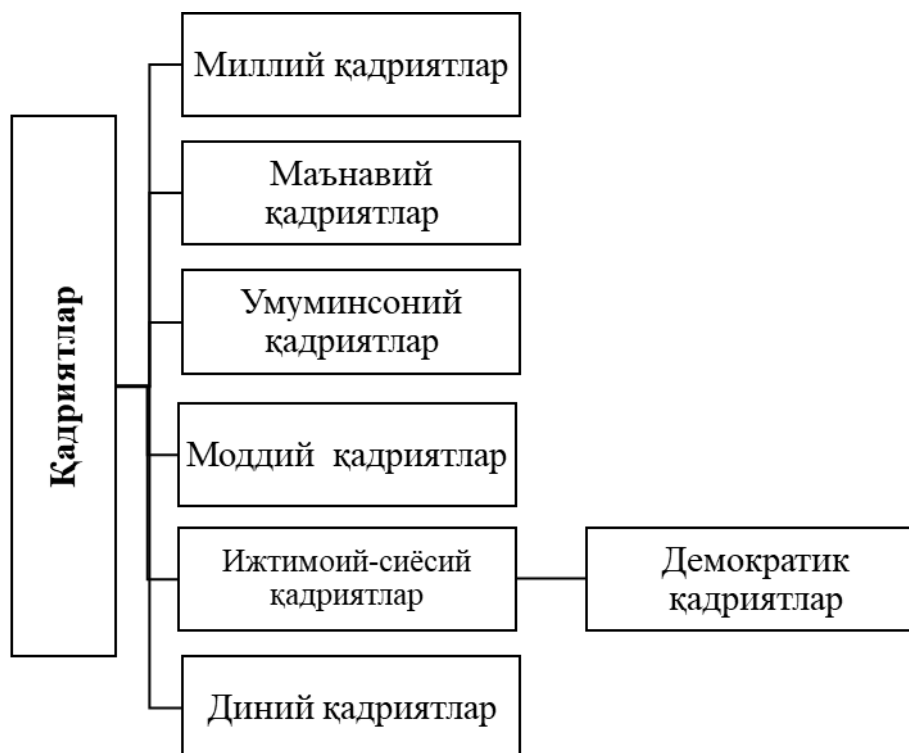 Қадриятлар
Миллий қадриятлар
Маънавий
қадриятлар
Умуминсоний
қадриятлар
Моддий қадриятлар
Ижтимоий-сиёсий
қадриятлар
Демократик
қадриятлар
Диний қадриятлар